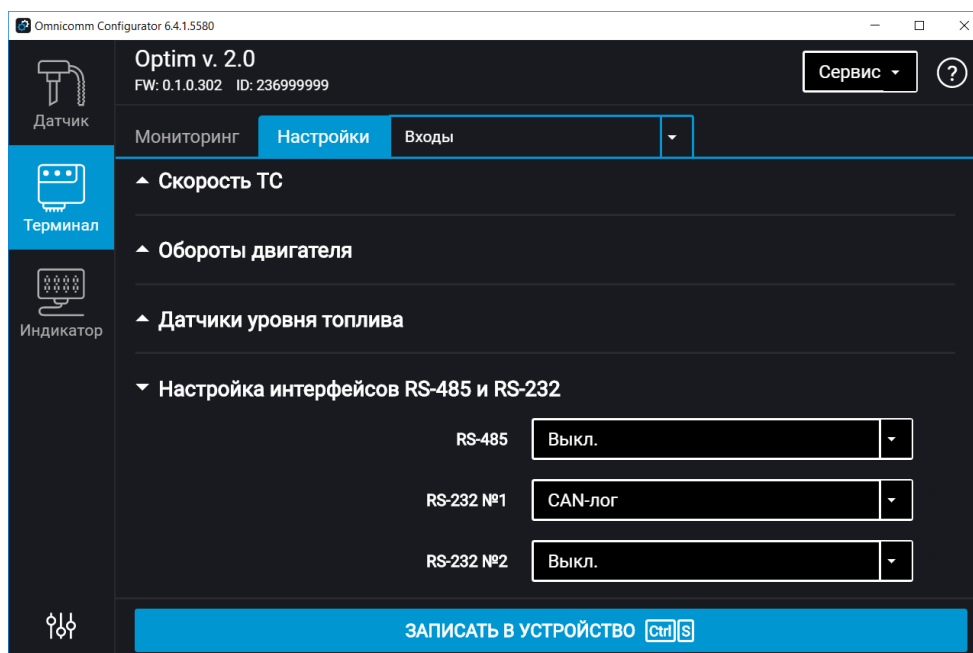 Omnicomm Configurator 6.4.1.5580
Optim v. 2.0
FW: 0.1.0.302 ID: 236999999
Сервис
?
Датчик
Мониторинг Настройки Входы
Терминал
Индикатор
Скорость ТС
Обороты двигателя
Датчики уровня топлива
Настройка интерфейсов RS-485 и RS-232
RS-485 Выкл.
RS-232 №1 CAN-лог
RS-232 №2 Выкл.
ЗАПИСАТЬ В УСТРОЙСТВО Ctrl S